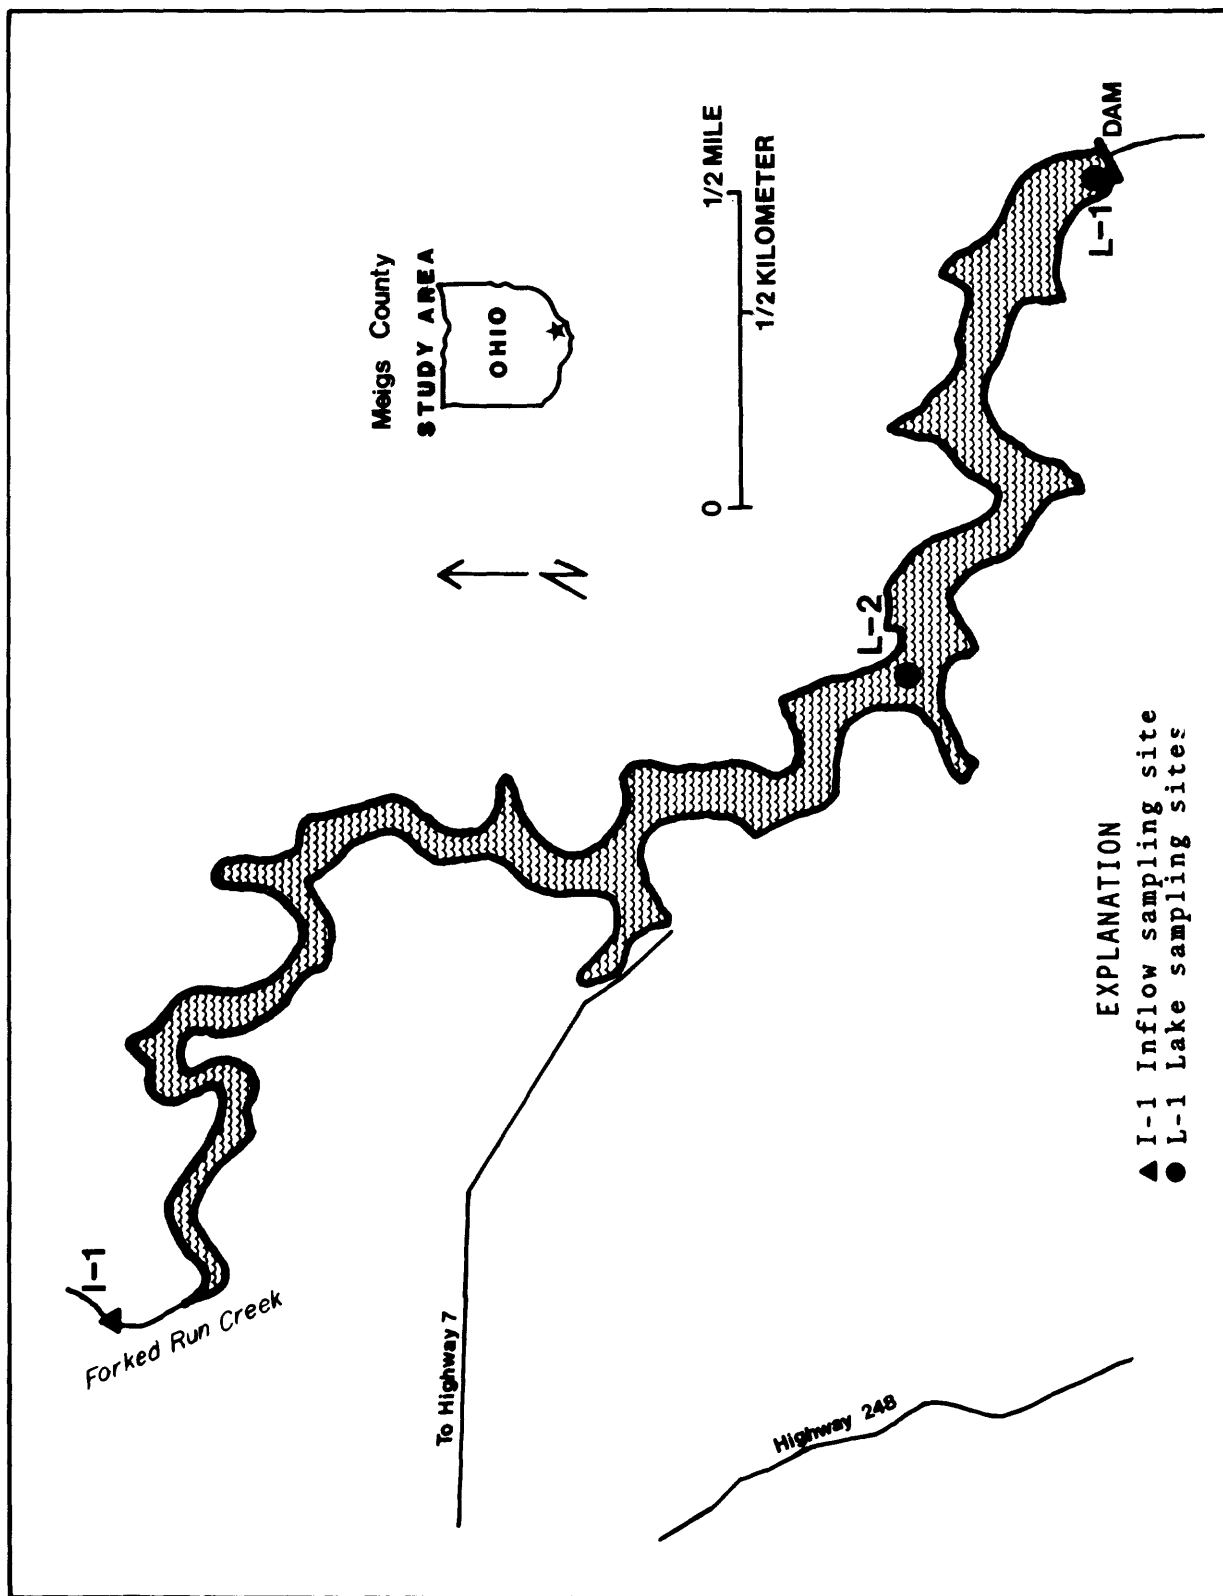 I-1
Forked Run Creek
Meigs County
STUDY AREA
OHIO
N
0
1/2 MILE
1/2 KILOMETER
To Highway 7
L-2
L-1
DAM
Highway 248
EXPLANATION
▲ I-1 Inflow sampling site
● L-1 Lake sampling sites